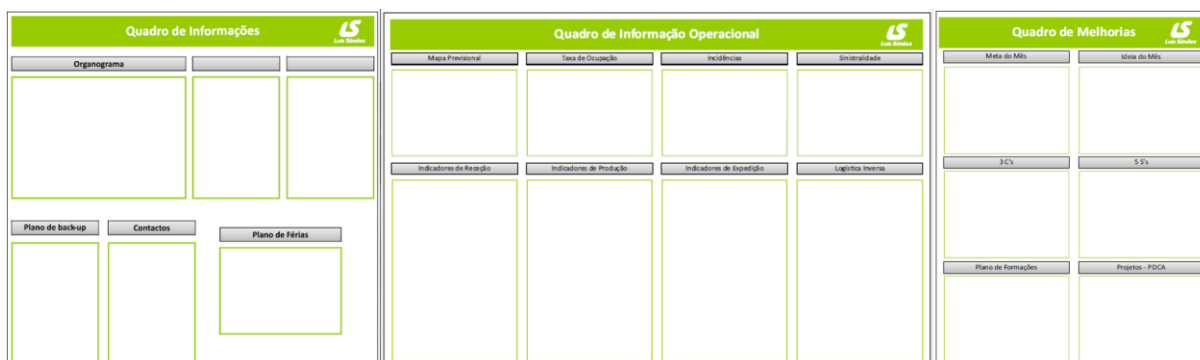 Quadro de Informações
LS
Luís Simões
Organograma
Plano de back-up
Contactos
Plano de Férias
Quadro de Informação Operacional
LS
Luís Simões
Mapa Previsional
Taxa de Ocupação
Incidências
Sinistralidade
Indicadores de Receção
Indicadores de Produção
Indicadores de Expedição
Logística Inversa
Quadro de Melhorias
LS
Luís Simões
Meta do Mês
Ideia do Mês
3 C's
5 S's
Plano de Formações
Projetos - PDCA